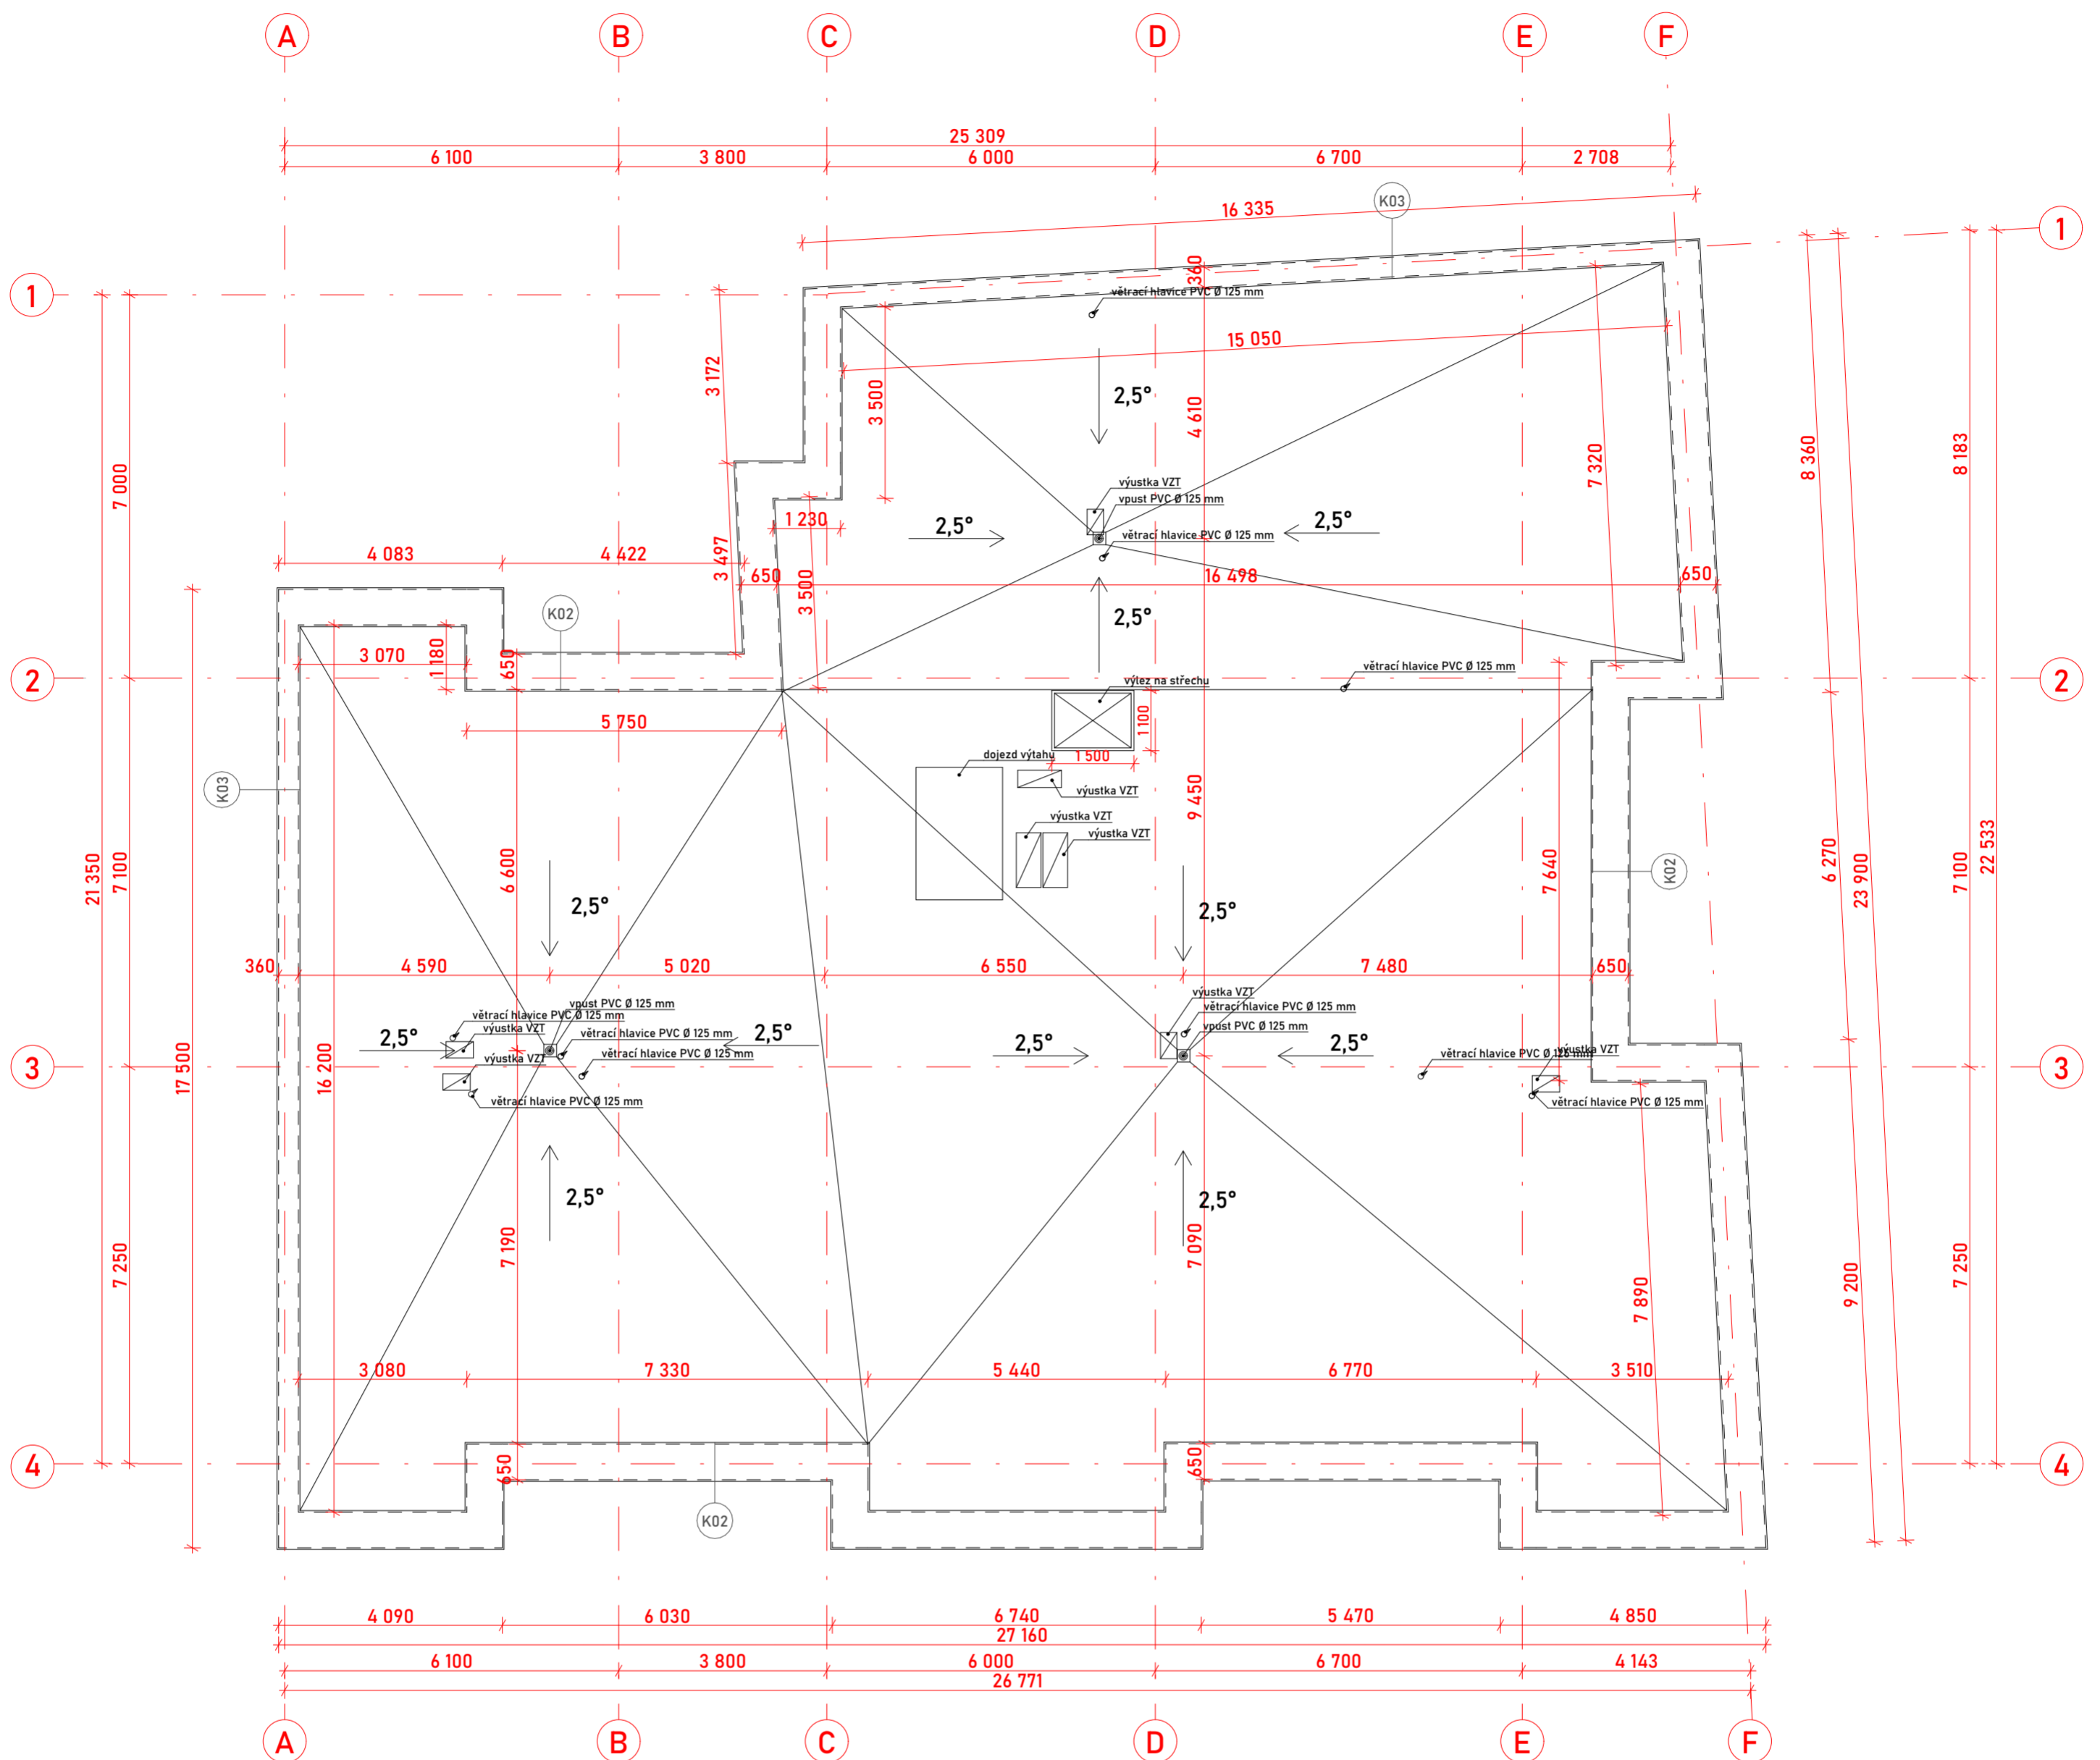 A B C D E F
25 309
6 100 3 800 6 000 6 700 2 708
16 335
K03
1
1
360
větrací hlavice PVC Ø 125 mm
15 050
3 172
3 500
2,5°
4 610
7 320
8 360
8 183
7 000
výustka VZT
vpust PVC Ø 125 mm
1 230
2,5°
2,5°
větrací hlavice PVC Ø 125 mm
4 083
4 422
3 497
650
3 500
16 498
650
K02
2,5°
1 180
3 070
650
větrací hlavice PVC Ø 125 mm
2
výlez na střechu
2
5 750
1 100
dojezd výtahu
1 500
K03
výustka VZT
9 450
výustka VZT
výustka VZT
21 350
7 100
6 600
7 640
K02
6 270
23 900
7 100
22 533
2,5°
2,5°
360
4 590
5 020
6 550
7 480
650
výustka VZT
vpust PVC Ø 125 mm
větrací hlavice PVC Ø 125 mm
větrací hlavice PVC Ø 125 mm
výustka VZT
větrací hlavice PVC Ø 125 mm
vpust PVC Ø 125 mm
2,5°
2,5°
2,5°
2,5°
větrací hlavice PVC Ø 125 mm
větrací hlavice PVC Ø 125 mm
výustka VZT
výustka VZT
3
17 500
16 200
3
větrací hlavice PVC Ø 125 mm
větrací hlavice PVC Ø 125 mm
2,5°
2,5°
7 250
7 190
7 090
7 890
9 200
7 250
3 080
7 330
5 440
6 770
3 510
4
650
650
4
K02
4 090 6 030 6 740 5 470 4 850
27 160
6 100 3 800 6 000 6 700 4 143
26 771
A B C D E F